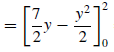 = [7/2 y − y²/2]₀²